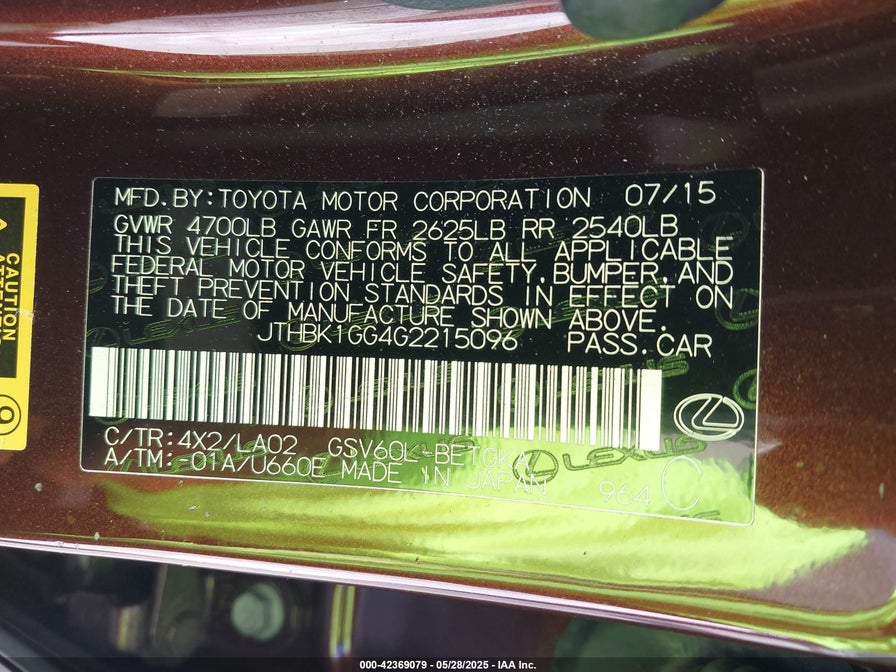 MFD.BY:TOYOTA MOTOR CORPORATION 07/15
GVWR 4700LB GAWR FR 2625LB RR 2540LB
THIS VEHICLE CONFORMS TO ALL APPLICABLE
FEDERAL MOTOR VEHICLE SAFETY,BUMPER,AND
THEFT PREVENTION STANDARDS IN EFFECT ON
THE DATE OF MANUFACTURE SHOWN ABOVE.
JTHBK1GG4G2215096 PASS.CAR
C/TR:4X2/LA02 GSV60L-BETGKA
A/TM:-01A/U660E MADE IN JAPAN 964 C
LEXUS
CAUTION
000-42369079 — 05/28/2025 — IAA Inc.